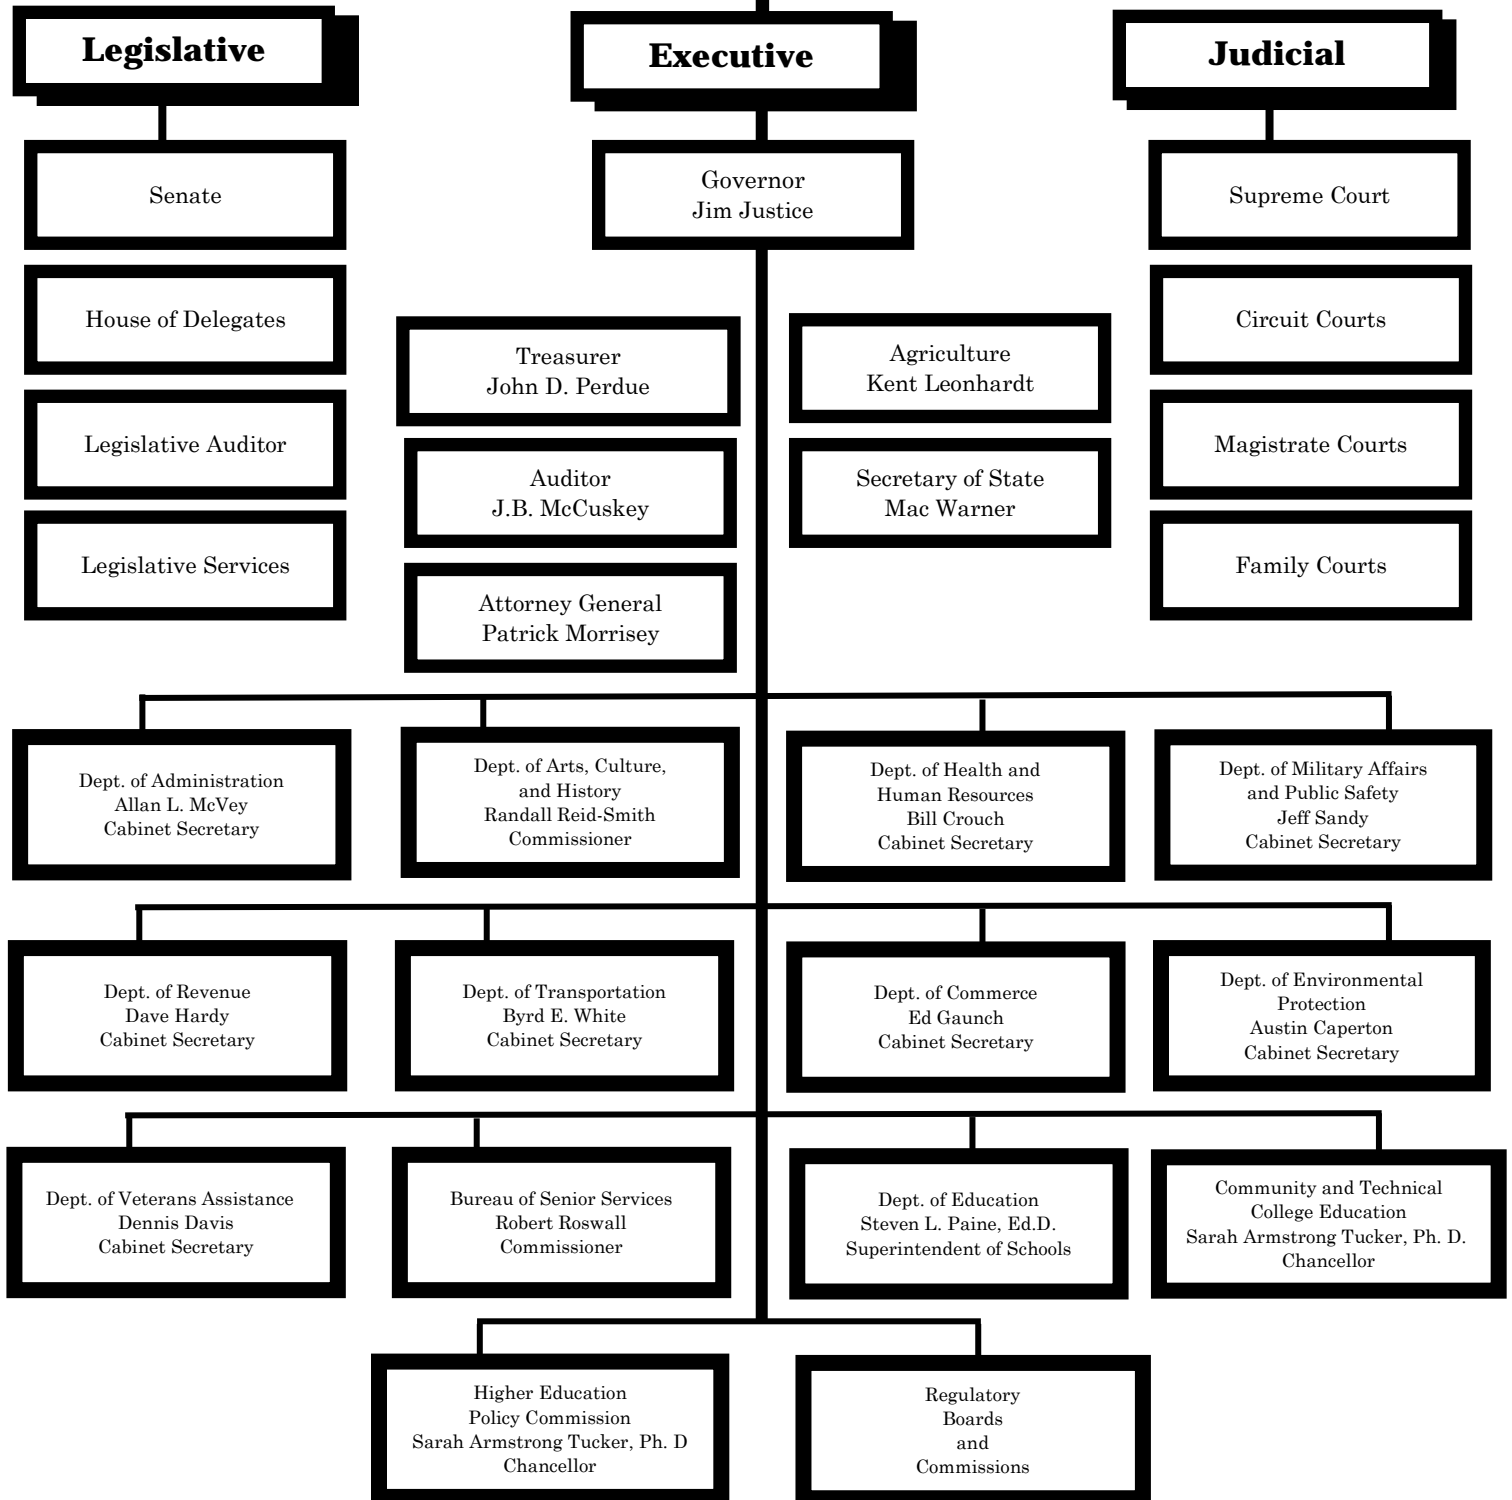 Legislative
Executive
Judicial
Senate
Governor
Jim Justice
Supreme Court
House of Delegates
Circuit Courts
Treasurer
John D. Perdue
Agriculture
Kent Leonhardt
Legislative Auditor
Magistrate Courts
Auditor
J.B. McCuskey
Secretary of State
Mac Warner
Legislative Services
Family Courts
Attorney General
Patrick Morrisey
Dept. of Administration
Allan L. McVey
Cabinet Secretary
Dept. of Arts, Culture,
and History
Randall Reid-Smith
Commissioner
Dept. of Health and
Human Resources
Bill Crouch
Cabinet Secretary
Dept. of Military Affairs
and Public Safety
Jeff Sandy
Cabinet Secretary
Dept. of Revenue
Dave Hardy
Cabinet Secretary
Dept. of Transportation
Byrd E. White
Cabinet Secretary
Dept. of Commerce
Ed Gaunch
Cabinet Secretary
Dept. of Environmental
Protection
Austin Caperton
Cabinet Secretary
Dept. of Veterans Assistance
Dennis Davis
Cabinet Secretary
Bureau of Senior Services
Robert Roswall
Commissioner
Dept. of Education
Steven L. Paine, Ed.D.
Superintendent of Schools
Community and Technical
College Education
Sarah Armstrong Tucker, Ph. D.
Chancellor
Higher Education
Policy Commission
Sarah Armstrong Tucker, Ph. D
Chancellor
Regulatory
Boards
and
Commissions